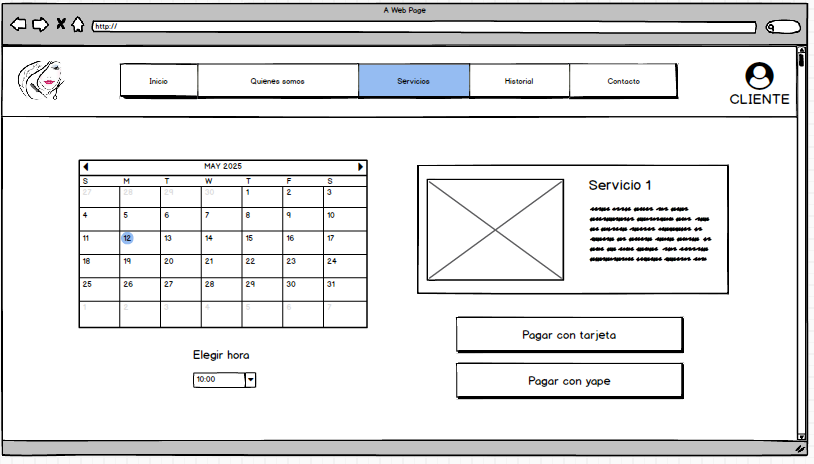 A Web Page
http://
Inicio Quienes somos Servicios Historial Contacto
CLIENTE
MAY 2025
S M T W T F S
27 28 29 30 1 2 3
4 5 6 7 8 9 10
11 12 13 14 15 16 17
18 19 20 21 22 23 24
25 26 27 28 29 30 31
1 2 3 4 5 6 7
Elegir hora
10:00
Servicio 1
Pagar con tarjeta
Pagar con yape